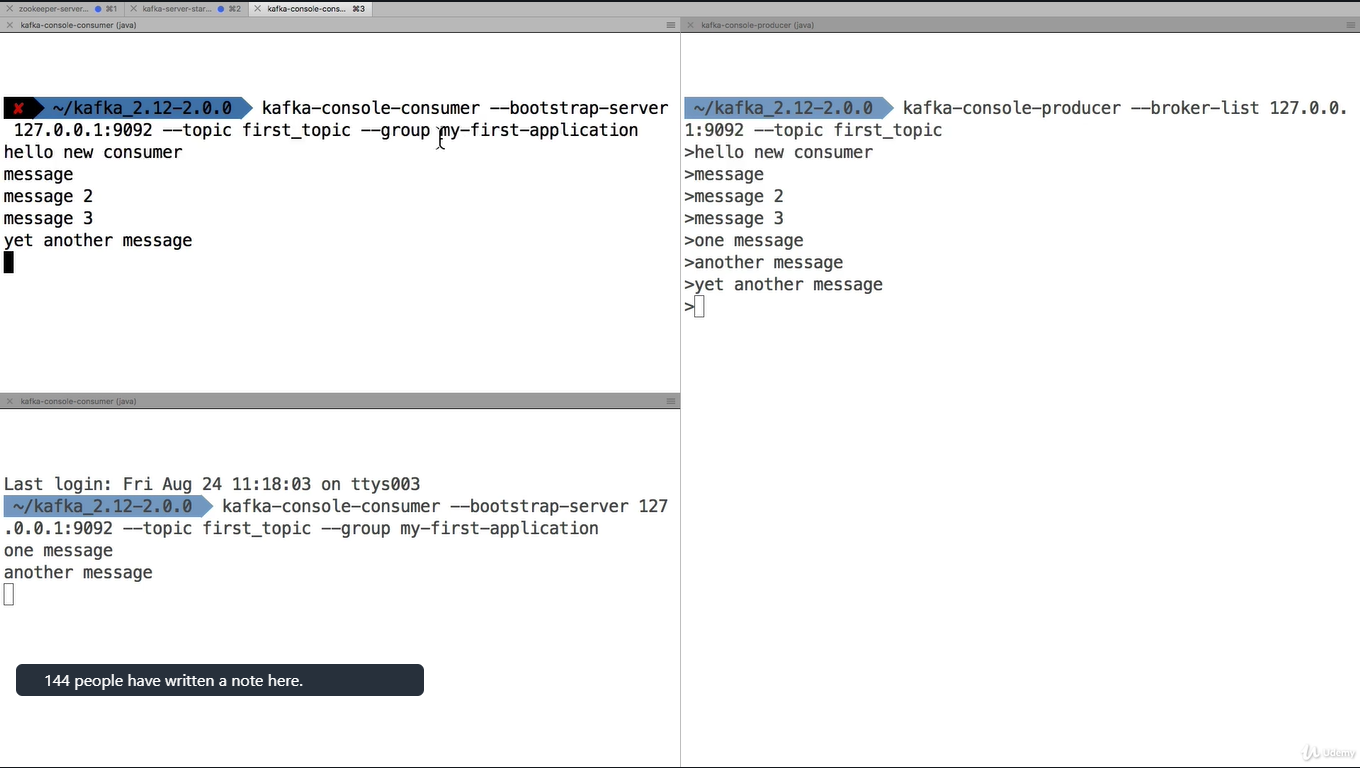 zookeeper-server... ⌘1 kafka-server-star... ⌘2 kafka-console-cons... ⌘3
kafka-console-consumer (java)
✘ ~/kafka_2.12-2.0.0 kafka-console-consumer --bootstrap-server
127.0.0.1:9092 --topic first_topic --group my-first-application
hello new consumer
message
message 2
message 3
yet another message
kafka-console-consumer (java)
Last login: Fri Aug 24 11:18:03 on ttys003
~/kafka_2.12-2.0.0 kafka-console-consumer --bootstrap-server 127
.0.0.1:9092 --topic first_topic --group my-first-application
one message
another message
144 people have written a note here.
kafka-console-producer (java)
~/kafka_2.12-2.0.0 kafka-console-producer --broker-list 127.0.0.
1:9092 --topic first_topic
>hello new consumer
>message
>message 2
>message 3
>one message
>another message
>yet another message
>
Udemy